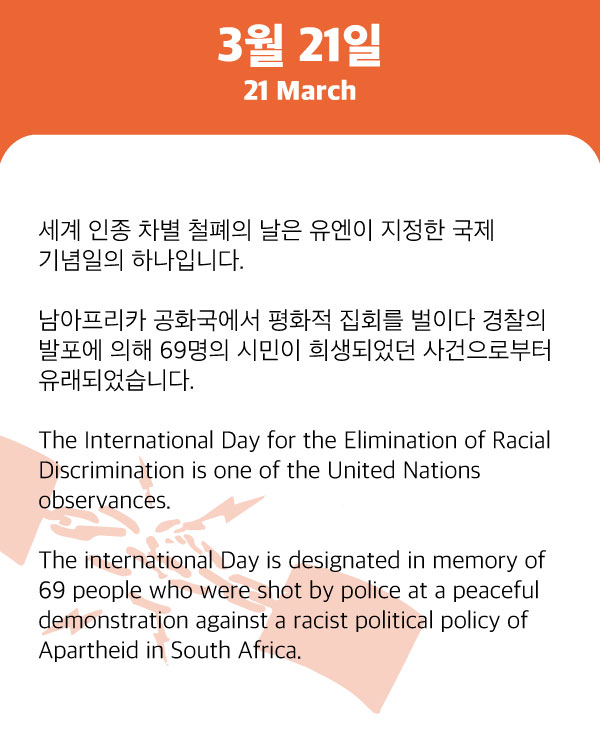 3월 21일
21 March
세계 인종 차별 철폐의 날은 유엔이 지정한 국제
기념일의 하나입니다.
남아프리카 공화국에서 평화적 집회를 벌이다 경찰의
발포에 의해 69명의 시민이 희생되었던 사건으로부터
유래되었습니다.
The International Day for the Elimination of Racial
Discrimination is one of the United Nations
observances.
The international Day is designated in memory of
69 people who were shot by police at a peaceful
demonstration against a racist political policy of
Apartheid in South Africa.